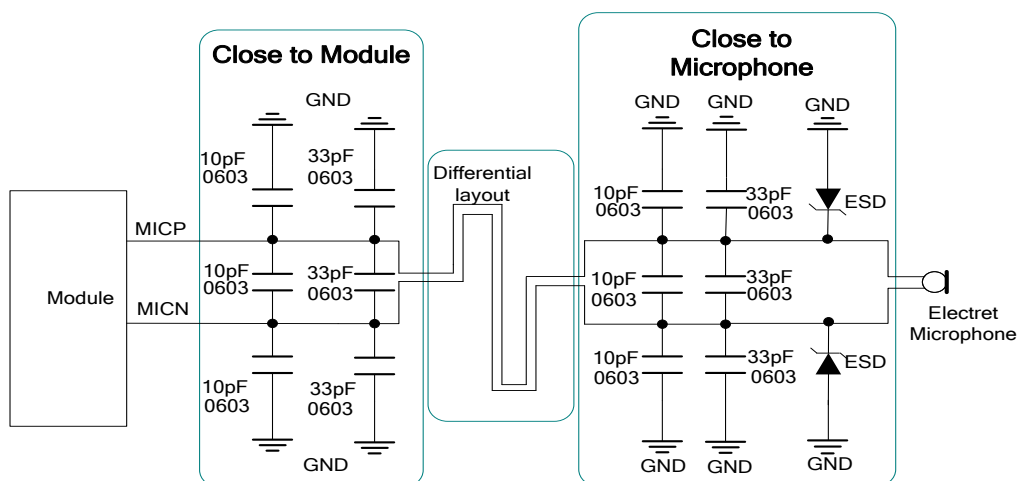 Close to Module
GND
10pF
0603
33pF
0603
MICP
10pF
0603
33pF
0603
Module
MICN
10pF
0603
33pF
0603
GND
Differential
layout
Close to
Microphone
GND
GND
GND
10pF
0603
33pF
0603
ESD
10pF
0603
33pF
0603
Electret
Microphone
10pF
0603
33pF
0603
ESD
GND
GND
GND